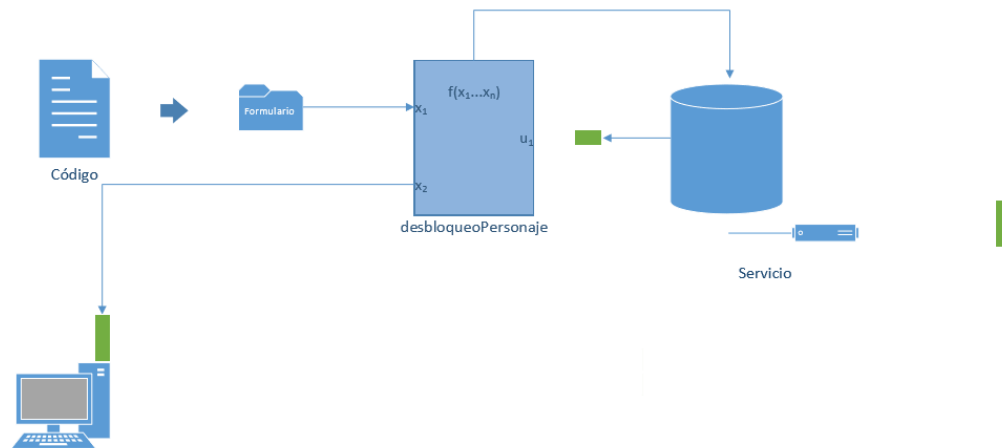 f(x₁...xₙ)
Formulario
x₁
u₁
Código
x₂
desbloqueoPersonaje
Servicio